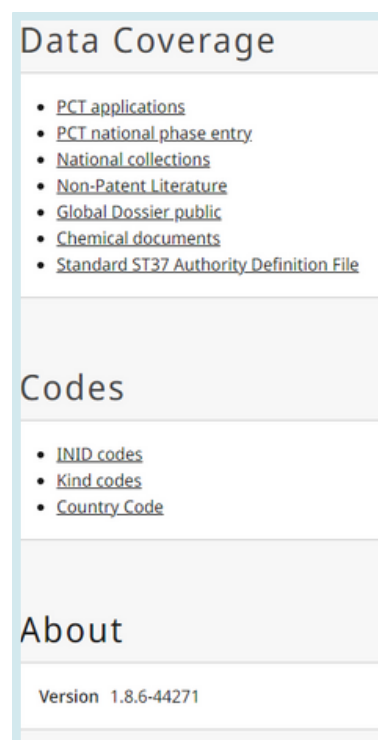 Data Coverage
PCT applications
PCT national phase entry
National collections
Non-Patent Literature
Global Dossier public
Chemical documents
Standard ST37 Authority Definition File
Codes
INID codes
Kind codes
Country Code
About
Version 1.8.6-44271